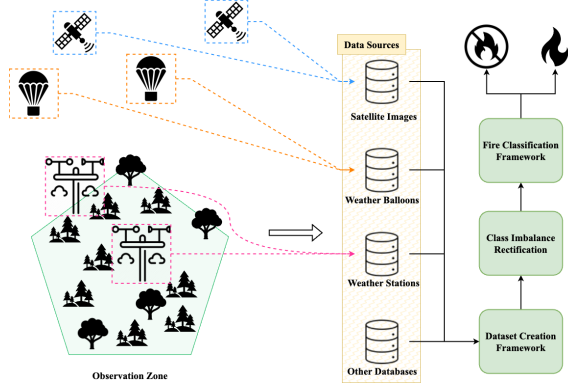 Data Sources
Satellite Images
Weather Balloons
Weather Stations
Other Databases
Fire Classification
Framework
Class Imbalance
Rectification
Dataset Creation
Framework
Observation Zone